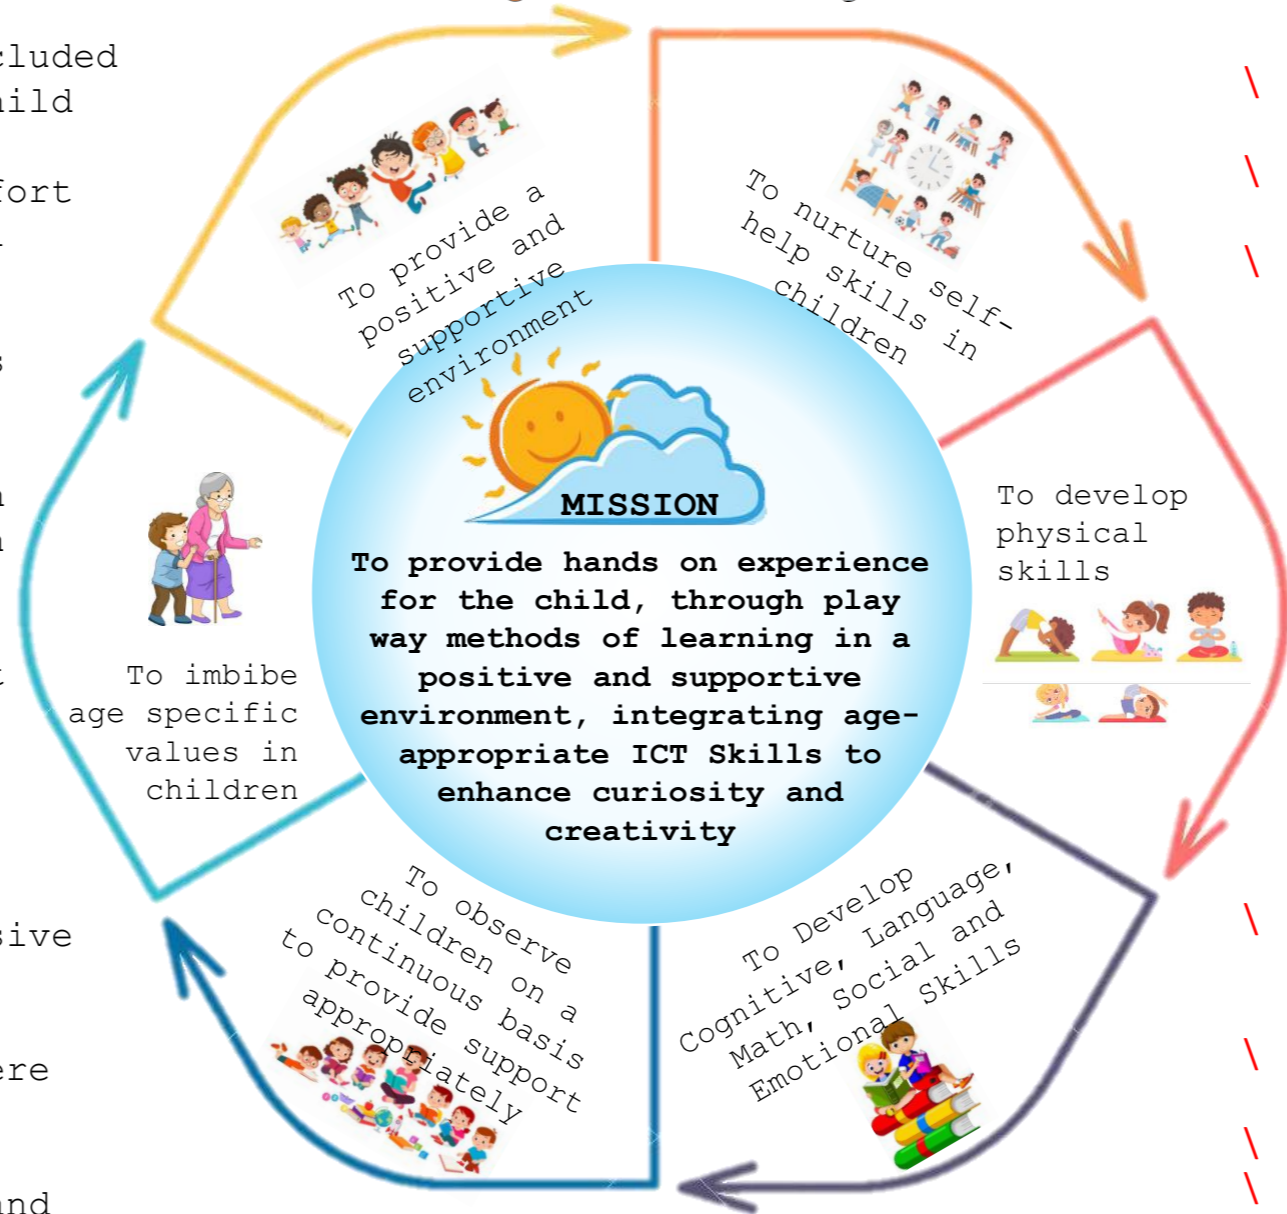 To provide a
positive and
supportive
environment
To nurture self-
help skills in
children
To develop
physical
skills
To Develop
Cognitive, Language,
Math, Social and
Emotional Skills
To observe
children on a
continuous basis
to provide support
appropriately
To imbibe
age specific
values in
children
MISSION
To provide hands on experience
for the child, through play
way methods of learning in a
positive and supportive
environment, integrating age-
appropriate ICT Skills to
enhance curiosity and
creativity
\
\
\
\
\
\
\